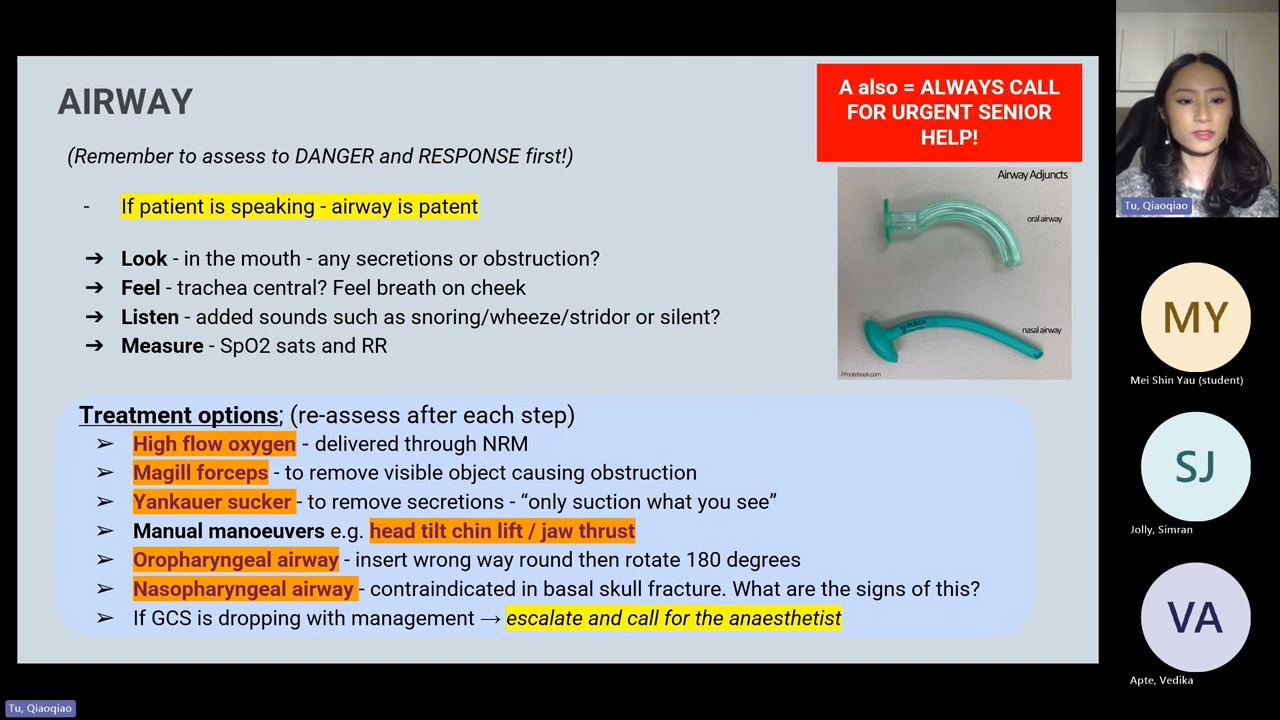 AIRWAY
A also = ALWAYS CALL
FOR URGENT SENIOR
HELP!
(Remember to assess to DANGER and RESPONSE first!)
- If patient is speaking - airway is patent
➔ Look - in the mouth - any secretions or obstruction?
➔ Feel - trachea central? Feel breath on cheek
➔ Listen - added sounds such as snoring/wheeze/stridor or silent?
➔ Measure - SpO2 sats and RR
Airway Adjuncts
oral airway
RUSCH
nasal airway
FPnotebook.com
Treatment options; (re-assess after each step)
➢ High flow oxygen - delivered through NRM
➢ Magill forceps - to remove visible object causing obstruction
➢ Yankauer sucker - to remove secretions - “only suction what you see”
➢ Manual manoeuvers e.g. head tilt chin lift / jaw thrust
➢ Oropharyngeal airway - insert wrong way round then rotate 180 degrees
➢ Nasopharyngeal airway - contraindicated in basal skull fracture. What are the signs of this?
➢ If GCS is dropping with management → escalate and call for the anaesthetist
Tu, Qiaoqiao
MY
Mei Shin Yau (student)
SJ
Jolly, Simran
VA
Apte, Vedika
Tu, Qiaoqiao